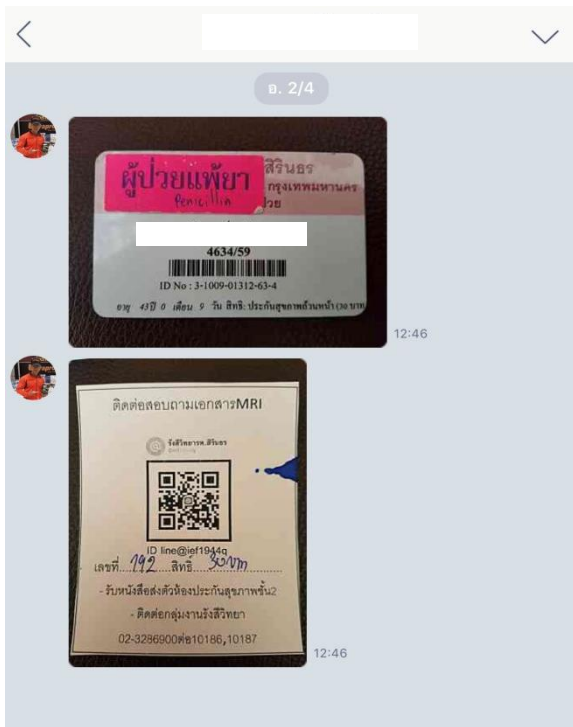 อ. 2/4
ผู้ป่วยแพ้ยา
Penicillin
สิรินธร
กรุงเทพมหานคร
ป่วย
4634/59
ID No : 3-1009-01312-63-4
อายุ 43ปี 0 เดือน 9 วัน สิทธิ: ประกันสุขภาพถ้วนหน้า (30 บาท
12:46
ติดต่อสอบถามเอกสารMRI
รังสีวิทยารพ.สิรินธร
ID line@jef1944q
เลขที่ 192 สิทธิ์ 30บาท
- รับหนังสือส่งตัวห้องประกันสุขภาพชั้น2
- ติดต่อกลุ่มงานรังสีวิทยา
02-3286900ต่อ10186,10187
12:46